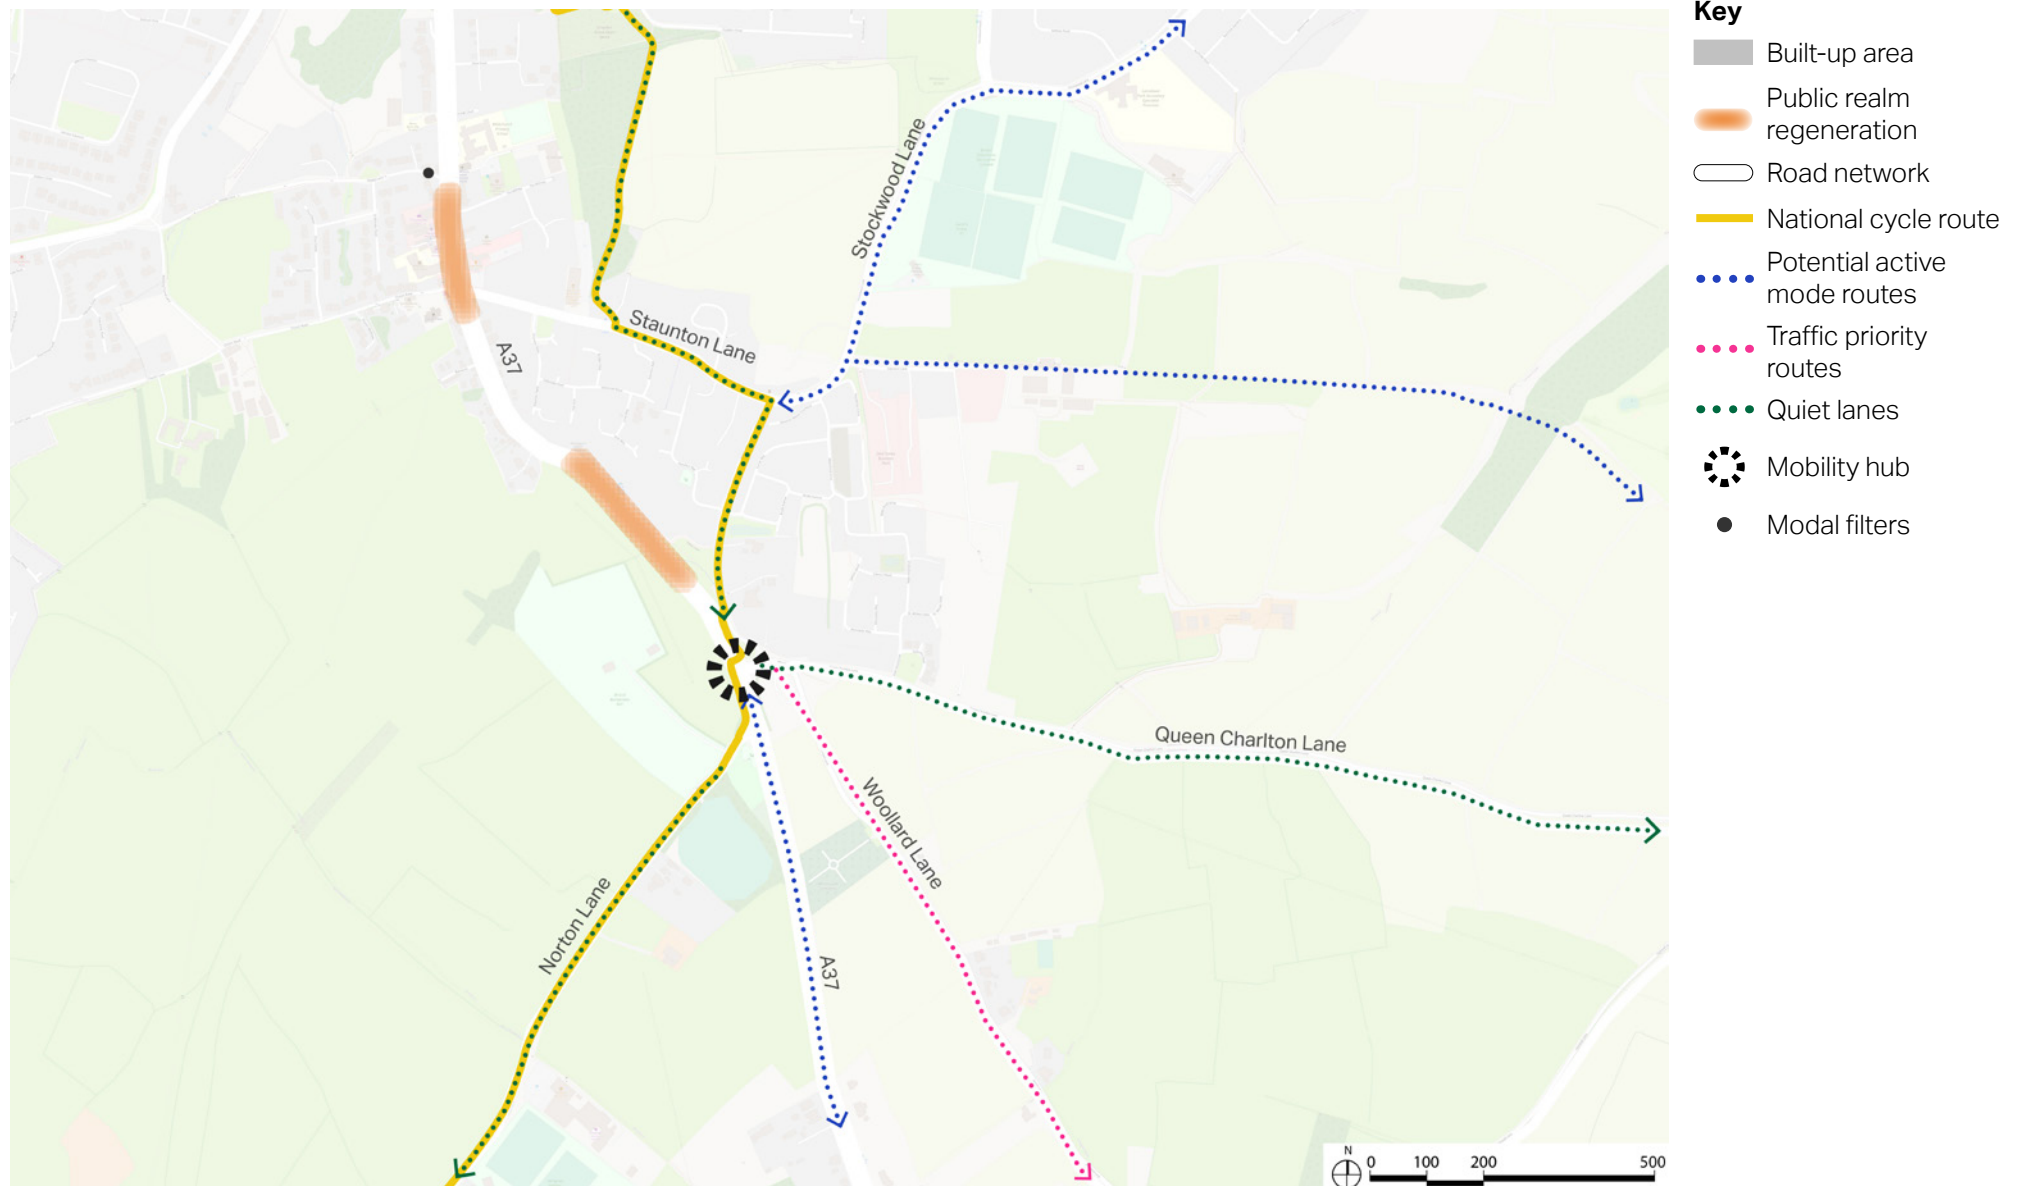 Key
Built-up area
Public realm
regeneration
Road network
National cycle route
Potential active
mode routes
Traffic priority
routes
Quiet lanes
Mobility hub
Modal filters
Stockwood Lane
Staunton Lane
A37
Queen Charlton Lane
Woollard Lane
Norton Lane
A37
N
0 100 200 500